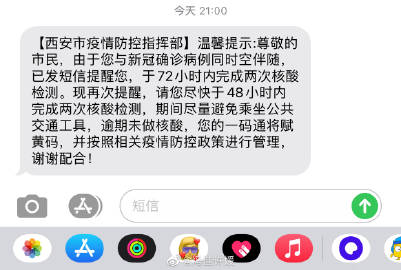 今天 21:00
【西安市疫情防控指挥部】温馨提示:尊敬的
市民，由于您与新冠确诊病例同时空伴随，
已发短信提醒您，于72小时内完成两次核酸
检测。现再次提醒，请您尽快于48小时内
完成两次核酸检测，期间尽量避免乘坐公共
交通工具，逾期未做核酸，您的一码通将赋
黄码，并按照相关疫情防控政策进行管理，
谢谢配合！
短信